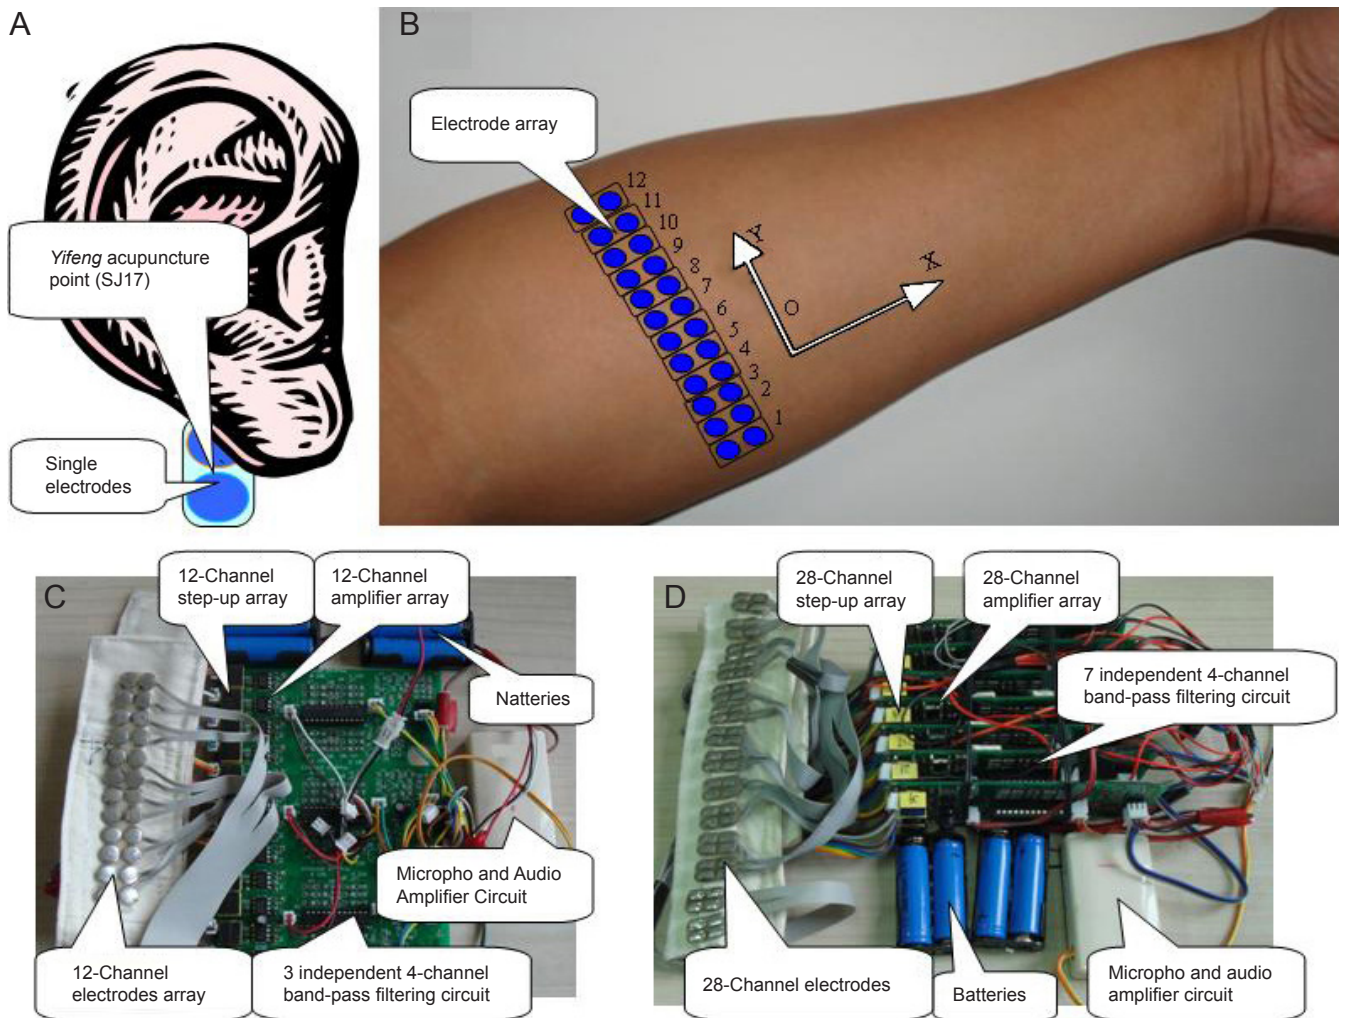 A
Yifeng acupuncture
point (SJ17)
Single
electrodes
B
Electrode array
12
11
10
9
8
7
6
5
4
3
2
1
Y
O
X
C
12-Channel
step-up array
12-Channel
amplifier array
Natteries
Micropho and Audio
Amplifier Circuit
12-Channel
electrodes array
3 independent 4-channel
band-pass filtering circuit
D
28-Channel
step-up array
28-Channel
amplifier array
7 independent 4-channel
band-pass filtering circuit
28-Channel electrodes
Batteries
Micropho and audio
amplifier circuit